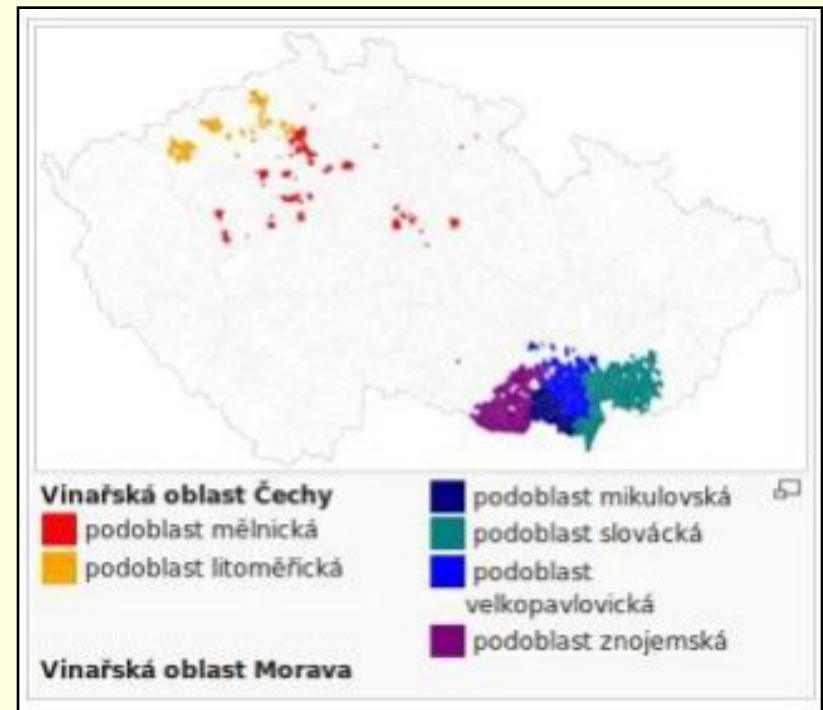 Vinařská oblast Čechy
podoblast mělnická
podoblast litoměřická
Vinařská oblast Morava
podoblast mikulovská
podoblast slovácká
podoblast
velkopavlovická
podoblast znojemská